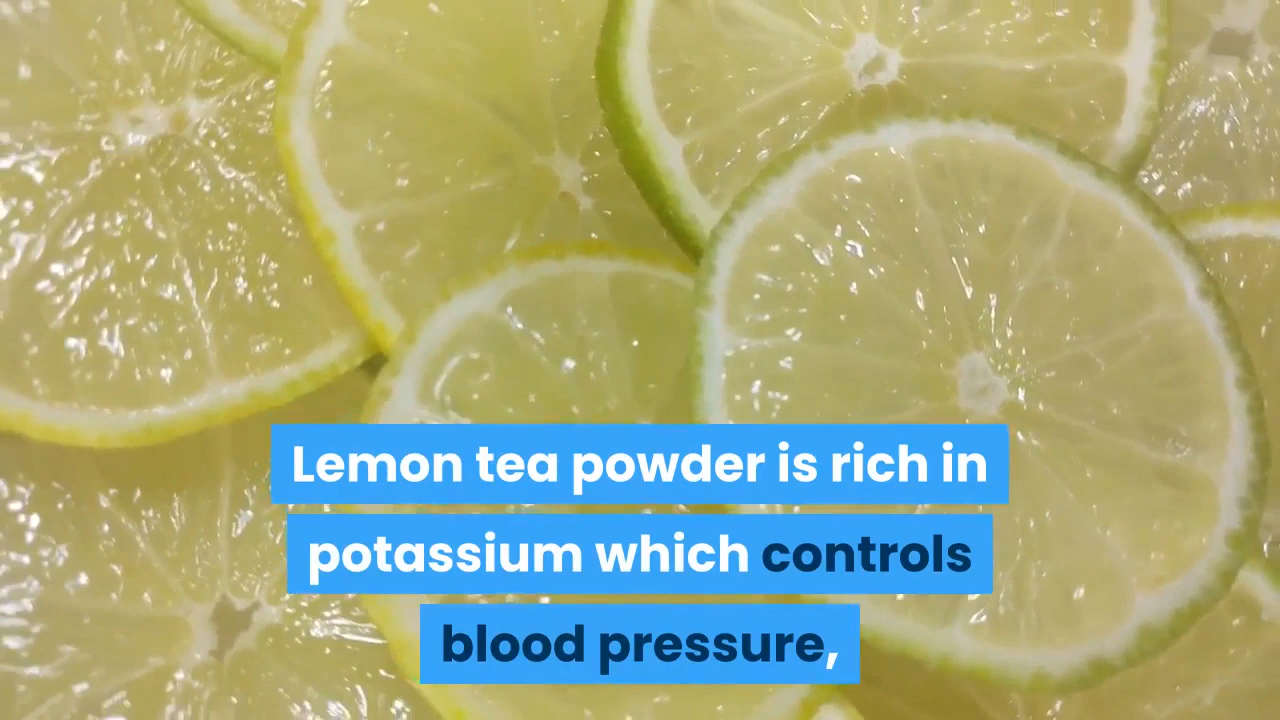 Lemon tea powder is rich in
potassium which controls
blood pressure,